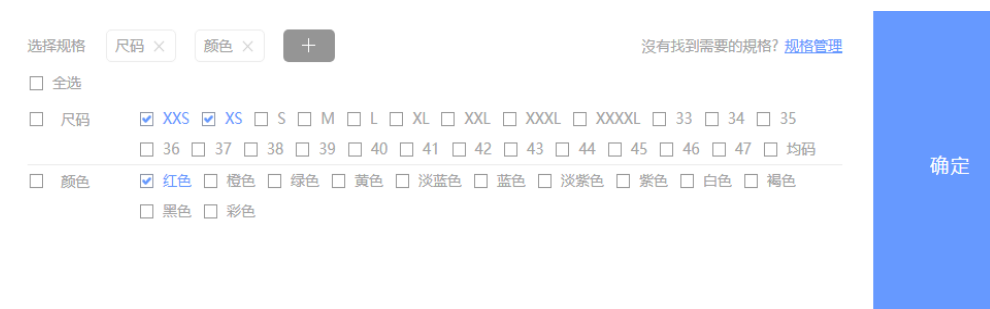 选择规格 尺码 × 颜色 × + 沒有找到需要的規格? 规格管理
全选
尺码 XXS XS S M L XL XXL XXXL XXXXL 33 34 35
36 37 38 39 40 41 42 43 44 45 46 47 均码
确定
颜色 红色 橙色 绿色 黄色 淡蓝色 蓝色 淡紫色 紫色 白色 褐色
黑色 彩色